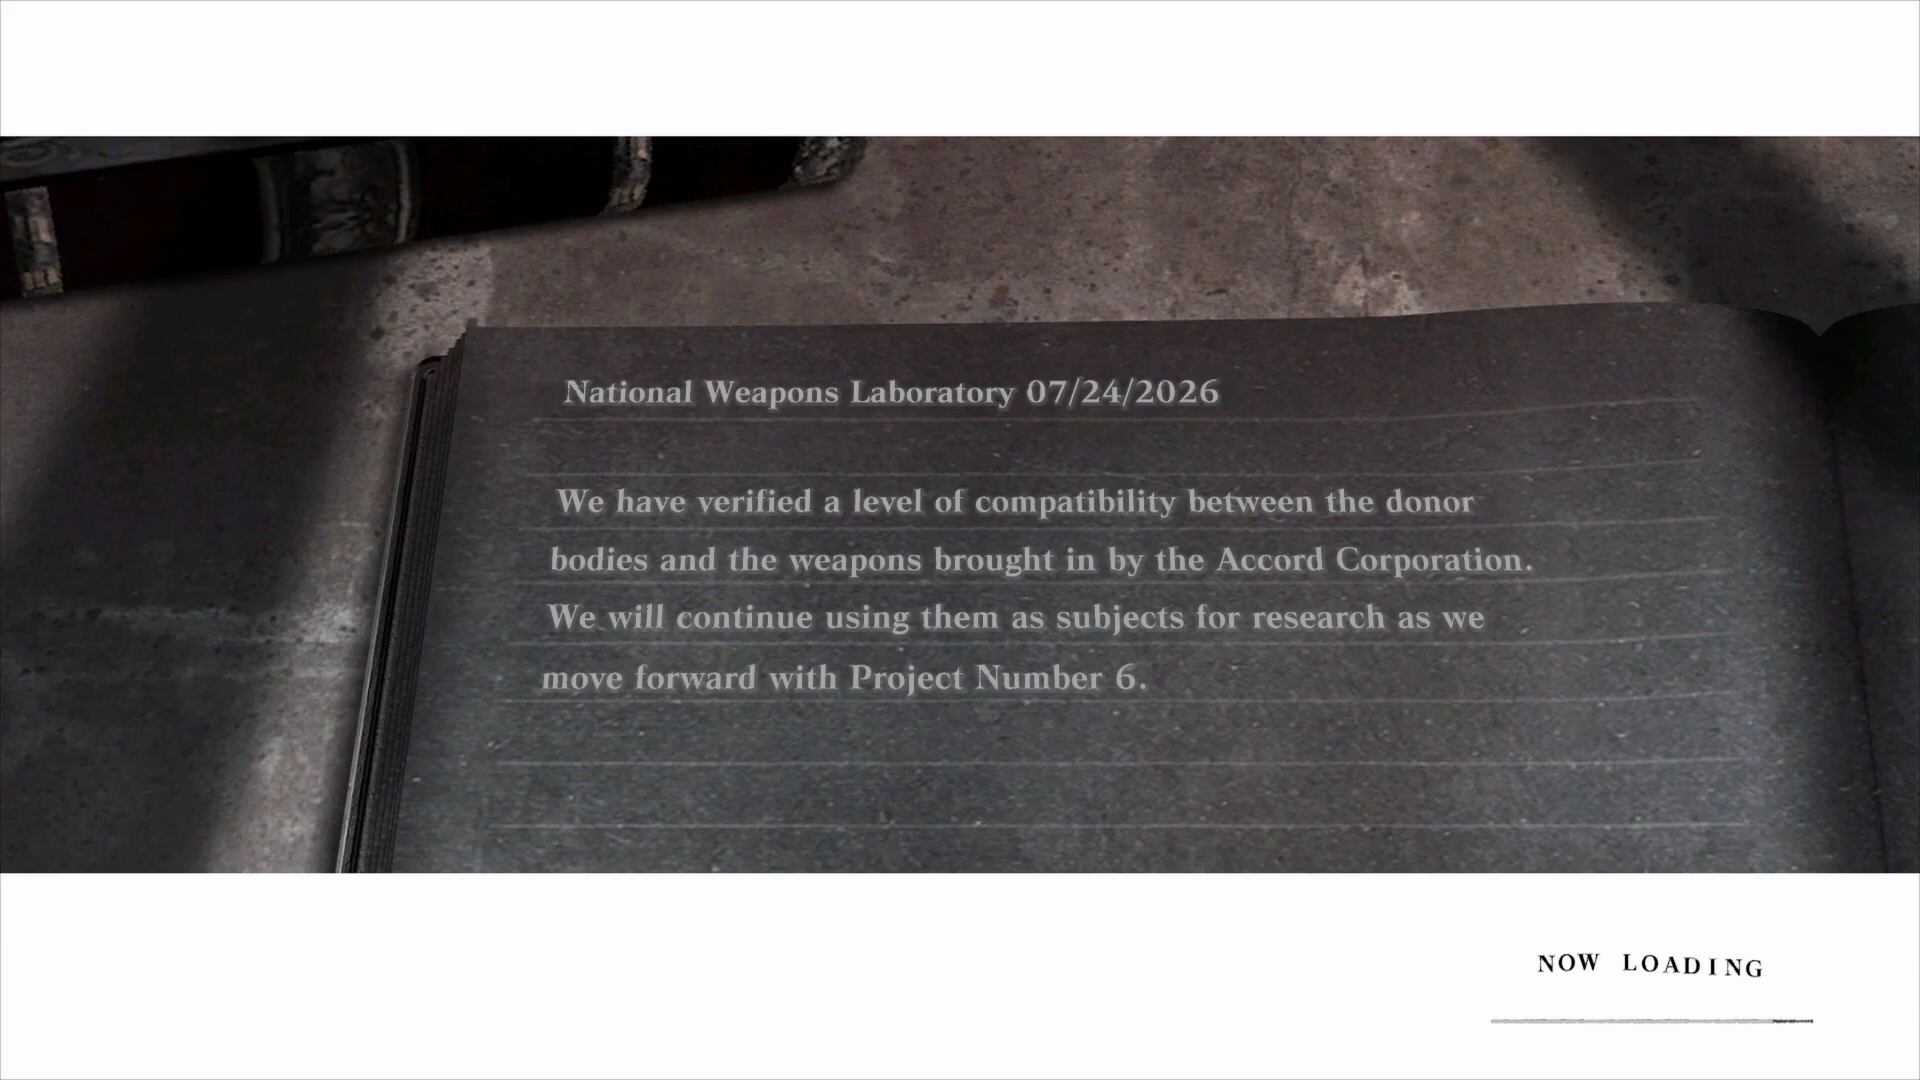 National Weapons Laboratory 07/24/2026
We have verified a level of compatibility between the donor
bodies and the weapons brought in by the Accord Corporation.
We will continue using them as subjects for research as we
move forward with Project Number 6.
NOW LOADING